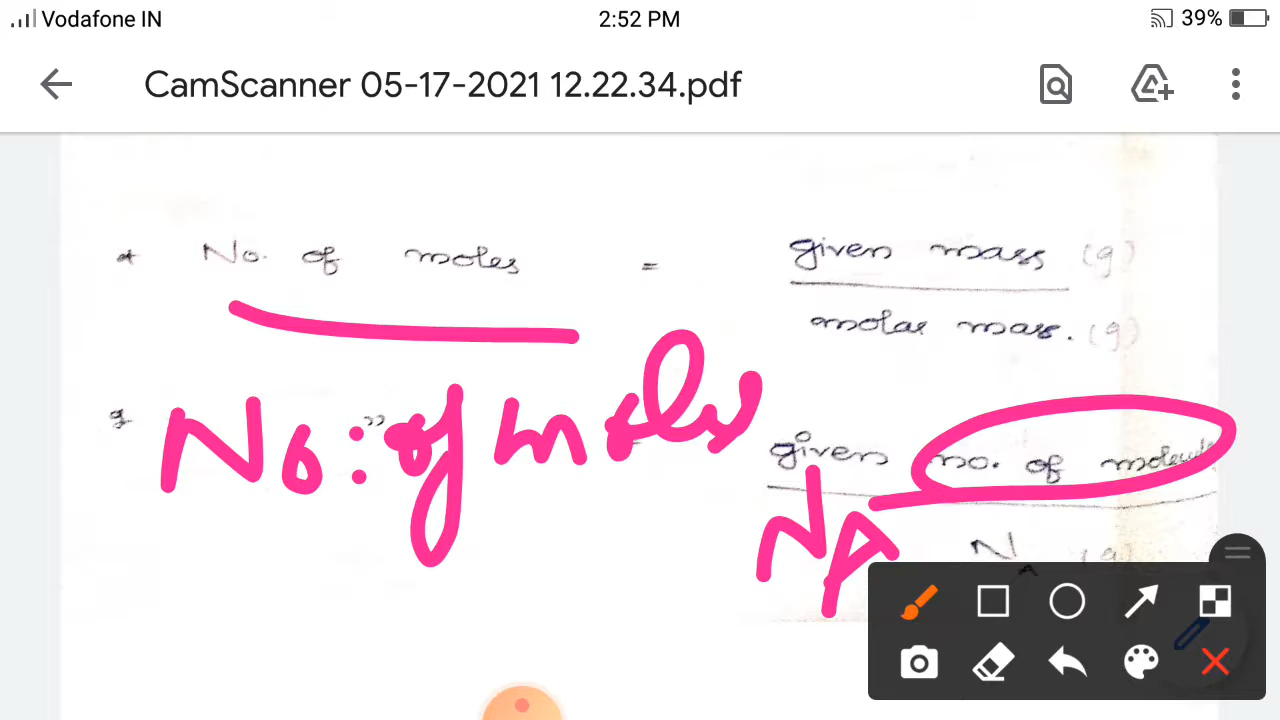 Vodafone IN 2:52 PM 39%
CamScanner 05-17-2021 12.22.34.pdf
* No. of moles = given mass (g)
molar mass. (g)
" No: of moles
given no. of molecules
NA NA (g)